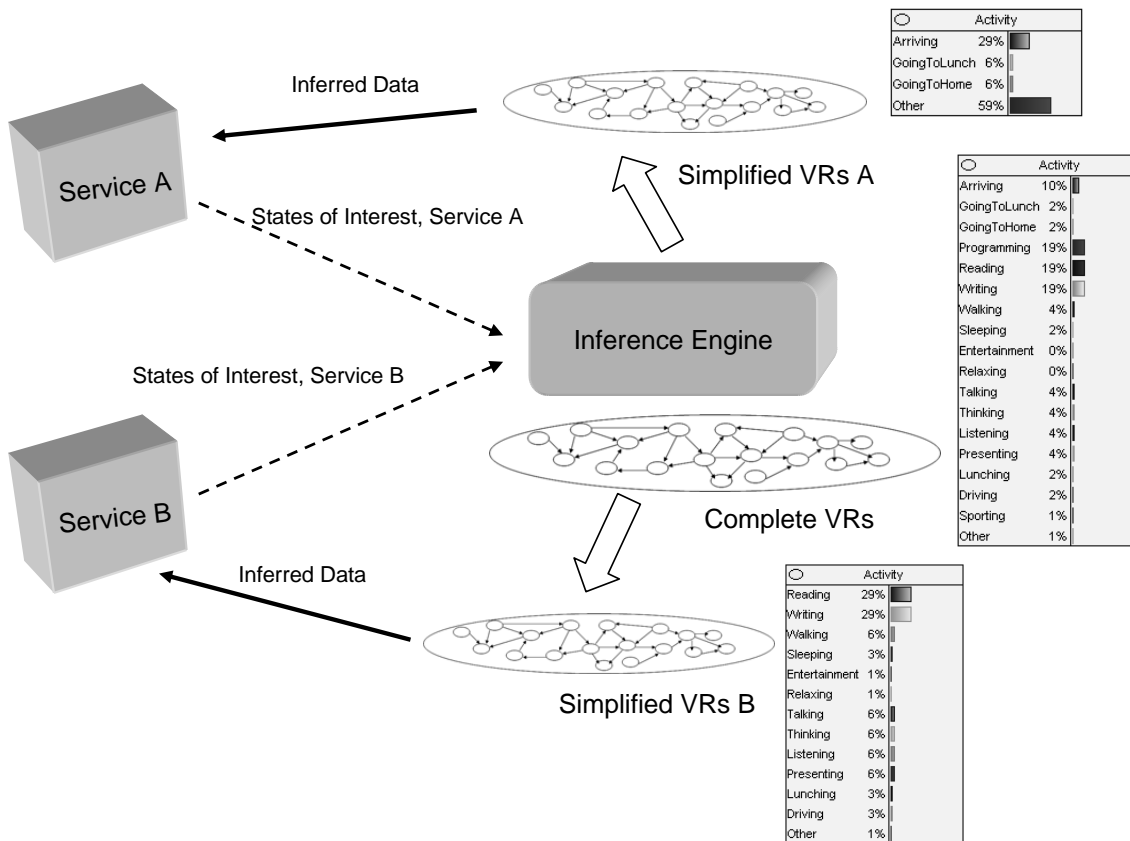 Activity
Arriving 29%
GoingToLunch 6%
GoingToHome 6%
Other 59%
Inferred Data
Simplified VRs A
Service A
States of Interest, Service A
Activity
Arriving 10%
GoingToLunch 2%
GoingToHome 2%
Programming 19%
Reading 19%
Writing 19%
Walking 4%
Sleeping 2%
Entertainment 0%
Relaxing 0%
Talking 4%
Thinking 4%
Listening 4%
Presenting 4%
Lunching 2%
Driving 2%
Sporting 1%
Other 1%
Inference Engine
States of Interest, Service B
Service B
Complete VRs
Inferred Data
Simplified VRs B
Activity
Reading 29%
Writing 29%
Walking 6%
Sleeping 3%
Entertainment 1%
Relaxing 1%
Talking 6%
Thinking 6%
Listening 6%
Presenting 6%
Lunching 3%
Driving 3%
Other 1%